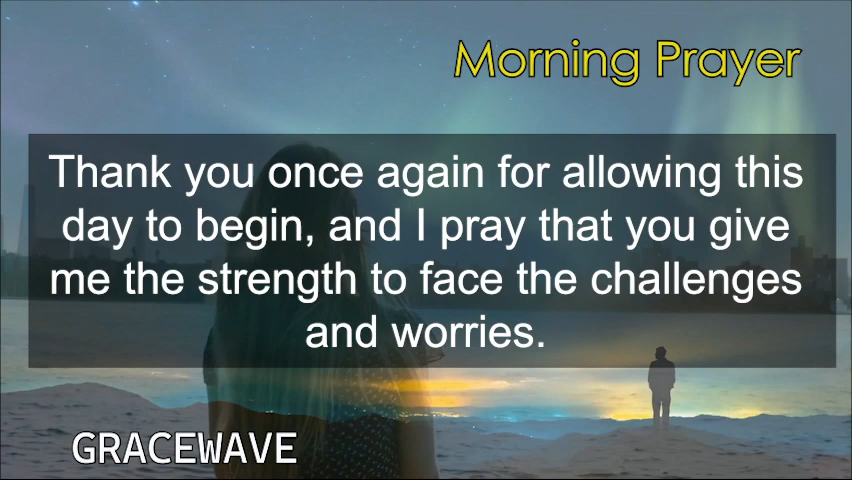 Morning Prayer
Thank you once again for allowing this
day to begin, and I pray that you give
me the strength to face the challenges
and worries.
GRACEWAVE